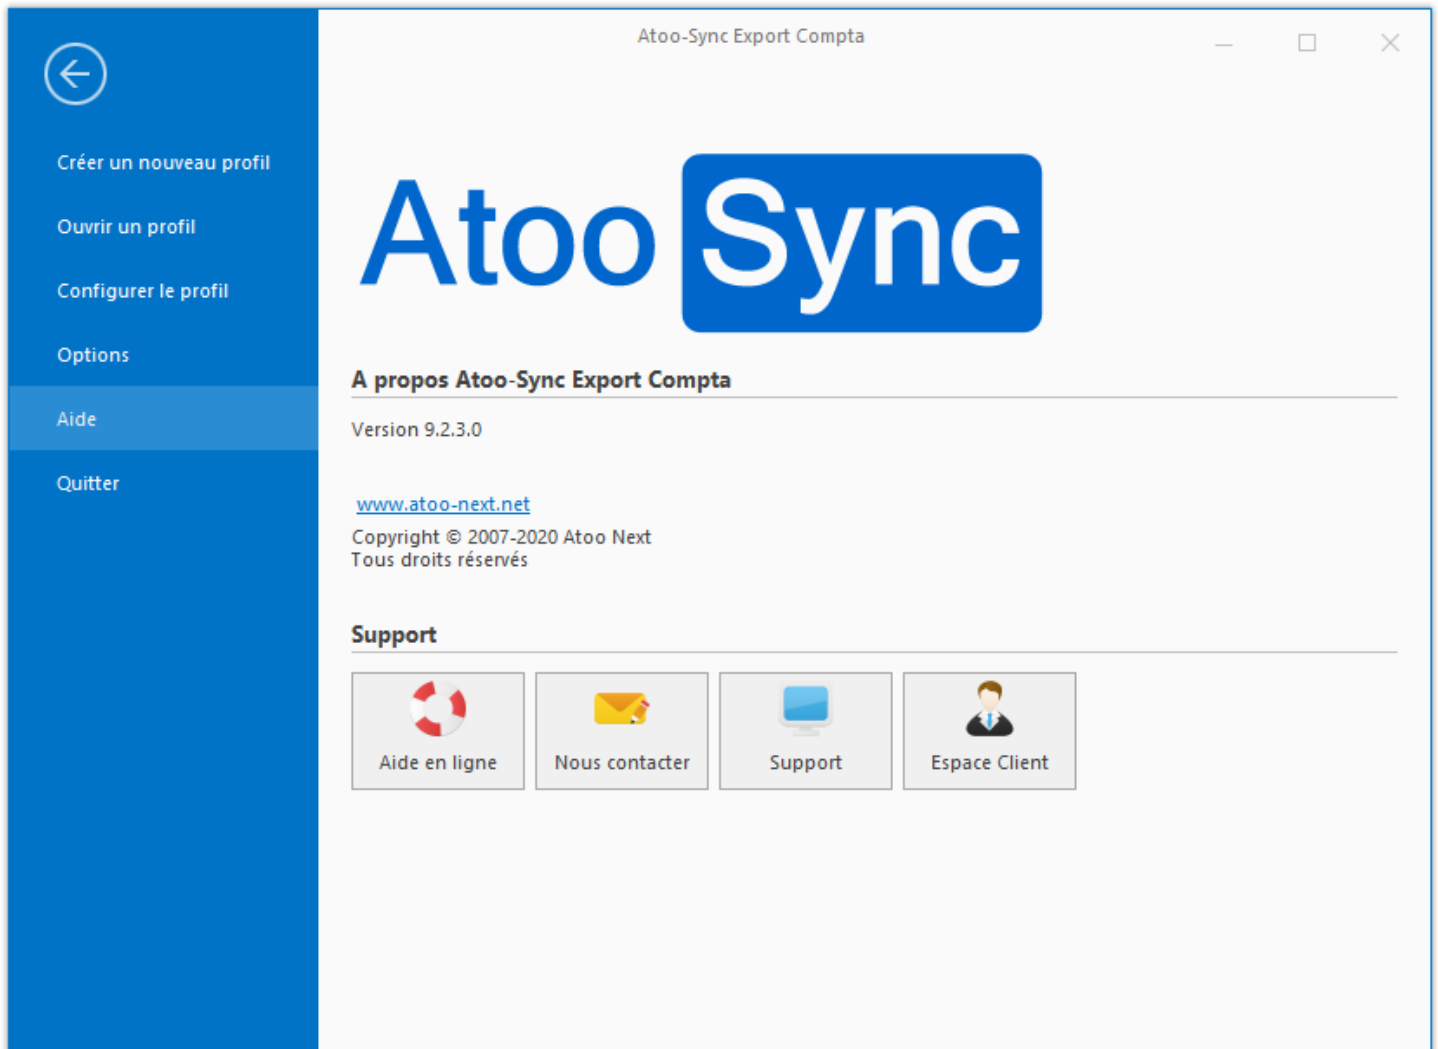 Atoo-Sync Export Compta
Créer un nouveau profil
Ouvrir un profil
Configurer le profil
Options
Aide
Quitter
Atoo Sync
A propos Atoo-Sync Export Compta
Version 9.2.3.0
www.atoo-next.net
Copyright © 2007-2020 Atoo Next
Tous droits réservés
Support
Aide en ligne
Nous contacter
Support
Espace Client